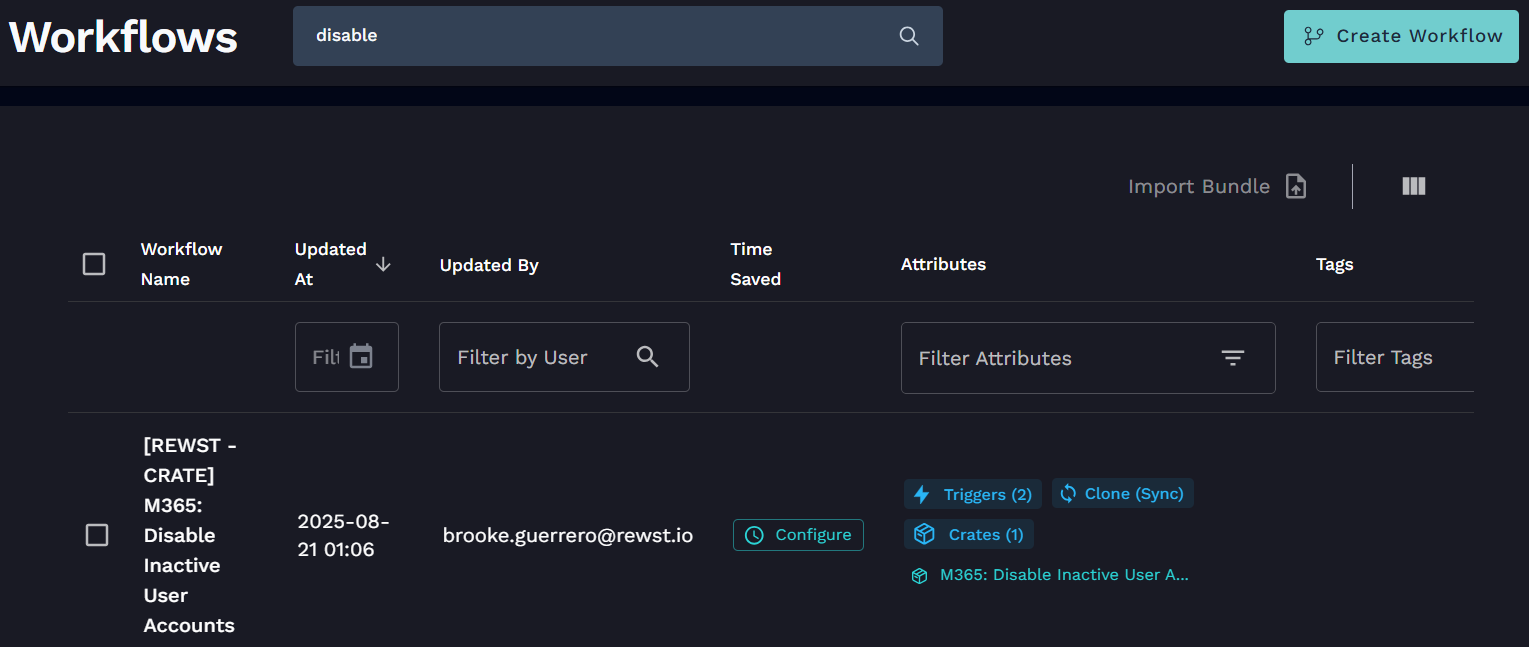 Workflows
disable
Create Workflow
Import Bundle
Workflow
Name
Updated
At
Updated By
Time
Saved
Attributes
Tags
Filt
Filter by User
Filter Attributes
Filter Tags
[REWST -
CRATE]
M365:
Disable
Inactive
User
Accounts
2025-08-
21 01:06
brooke.guerrero@rewst.io
Configure
Triggers (2)
Clone (Sync)
Crates (1)
M365: Disable Inactive User A...